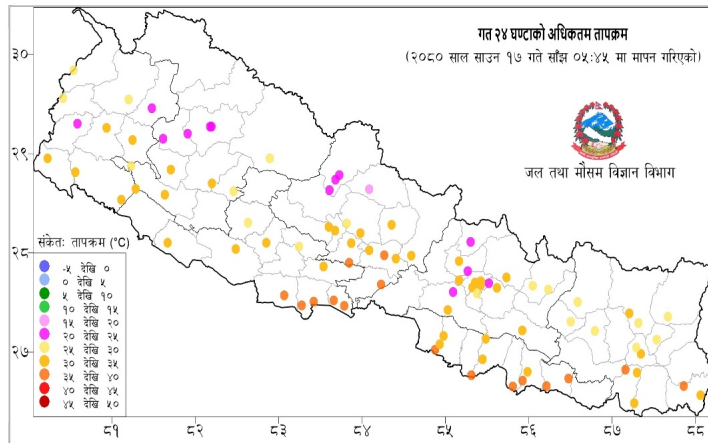 गत २४ घण्टाको अधिकतम तापक्रम
(२०८० साल साउन १७ गते साँझ ०५:४५ मा मापन गरिएको)
जल तथा मौसम विज्ञान विभाग
३०
२९
२८
२७
संकेतः तापक्रम (°C)
-५ देखि ०
० देखि ५
५ देखि १०
१० देखि १५
१५ देखि २०
२० देखि २५
२५ देखि ३०
३० देखि ३५
३५ देखि ४०
४० देखि ४५
४५ देखि ५०
८१ ८२ ८३ ८४ ८५ ८६ ८७ ८८